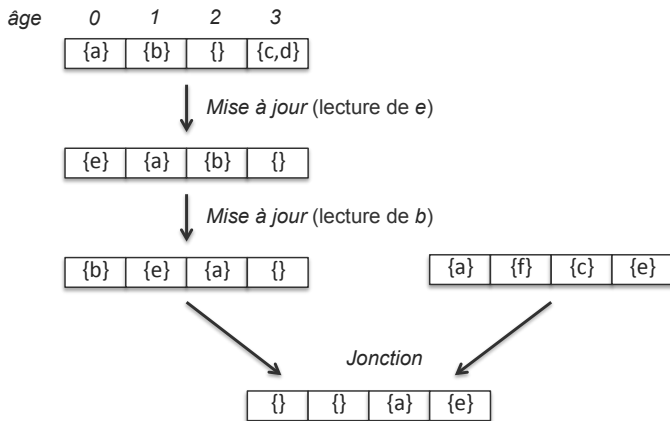 âge 0 1 2 3
{a} {b} {} {c,d}
Mise à jour (lecture de e)
{e} {a} {b} {}
Mise à jour (lecture de b)
{b} {e} {a} {}
{a} {f} {c} {e}
Jonction
{} {} {a} {e}